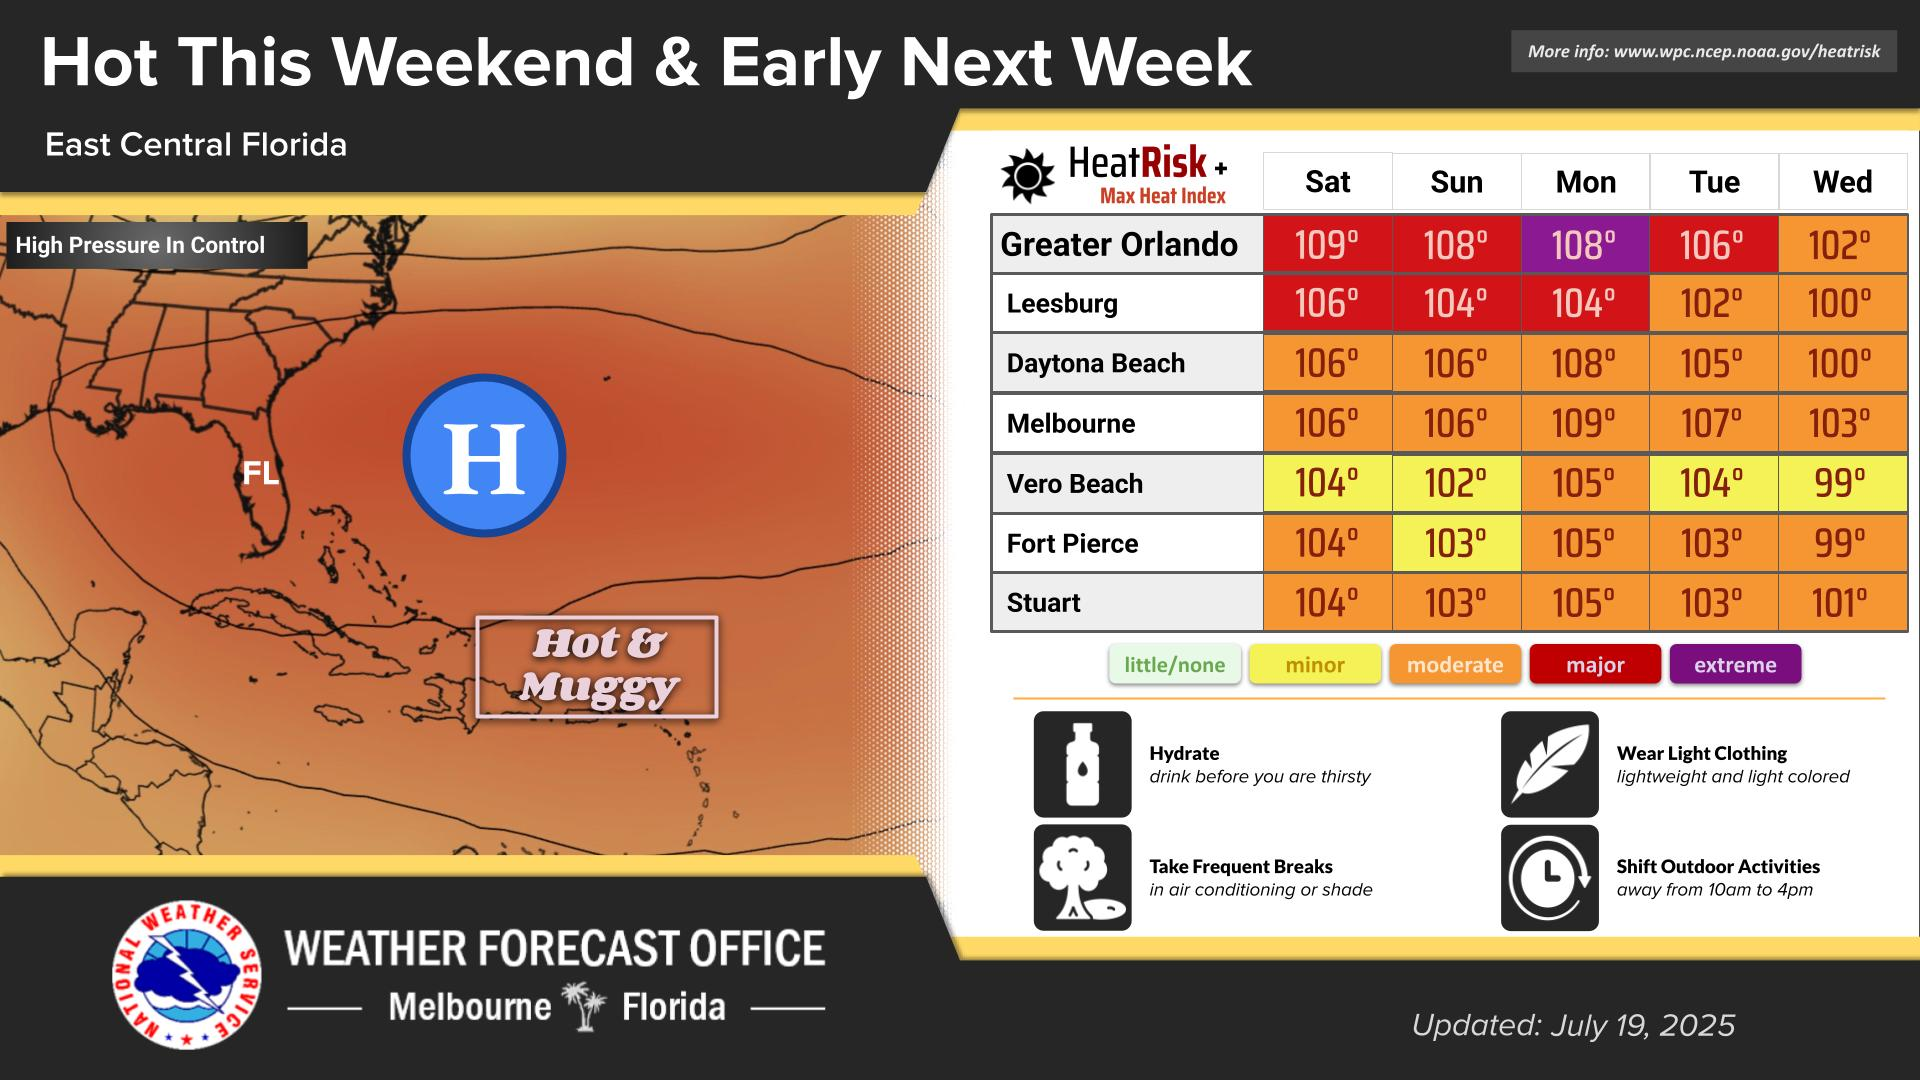 Hot This Weekend & Early Next Week
More info: www.wpc.ncep.noaa.gov/heatrisk
East Central Florida
High Pressure In Control
FL
H
Hot &
Muggy
HeatRisk +
Max Heat Index
Sat Sun Mon Tue Wed
Greater Orlando 109° 108° 108° 106° 102°
Leesburg 106° 104° 104° 102° 100°
Daytona Beach 106° 106° 108° 105° 100°
Melbourne 106° 106° 109° 107° 103°
Vero Beach 104° 102° 105° 104° 99°
Fort Pierce 104° 103° 105° 103° 99°
Stuart 104° 103° 105° 103° 101°
little/none minor moderate major extreme
Hydrate
drink before you are thirsty
Wear Light Clothing
lightweight and light colored
Take Frequent Breaks
in air conditioning or shade
Shift Outdoor Activities
away from 10am to 4pm
NATIONAL WEATHER SERVICE
WEATHER FORECAST OFFICE
Melbourne Florida
Updated: July 19, 2025